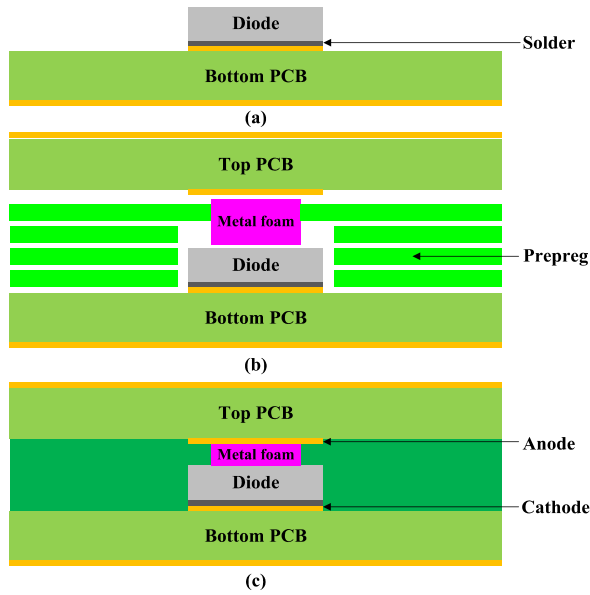 Diode
Solder
Bottom PCB
(a)
Top PCB
Metal foam
Diode
Prepreg
Bottom PCB
(b)
Top PCB
Anode
Metal foam
Diode
Cathode
Bottom PCB
(c)